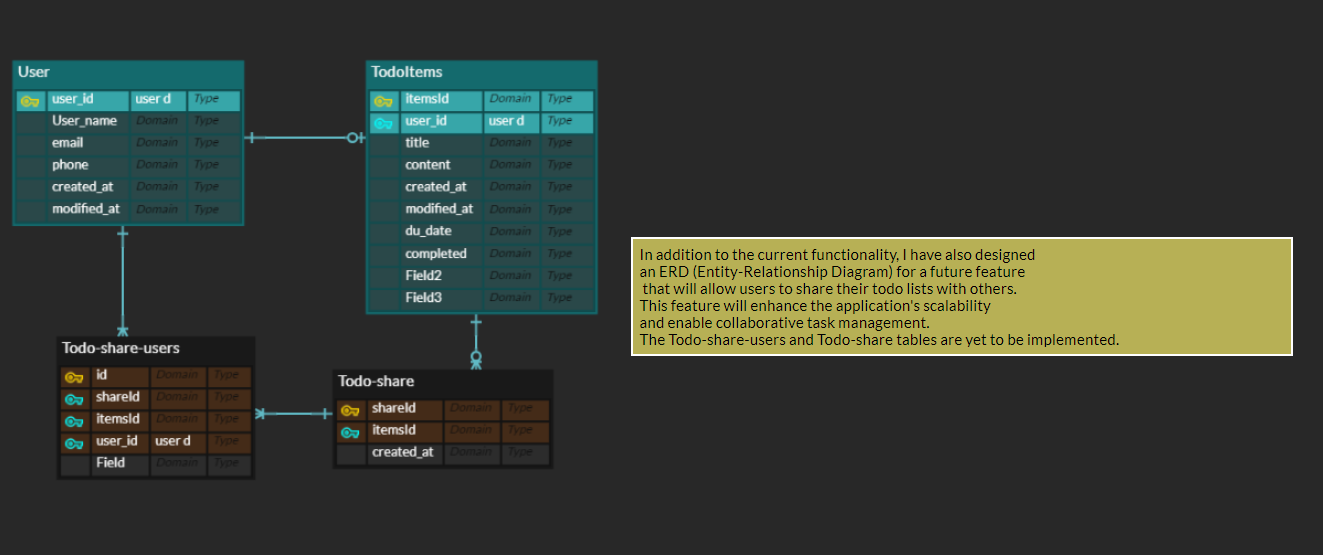 User
user_id user d Type
User_name Domain Type
email Domain Type
phone Domain Type
created_at Domain Type
modified_at Domain Type
TodoItems
itemsId Domain Type
user_id user d Type
title Domain Type
content Domain Type
created_at Domain Type
modified_at Domain Type
du_date Domain Type
completed Domain Type
Field2 Domain Type
Field3 Domain Type
Todo-share-users
id Domain Type
shareId Domain Type
itemsId Domain Type
user_id user d Type
Field Domain Type
Todo-share
shareId Domain Type
itemsId Domain Type
created_at Domain Type
In addition to the current functionality, I have also designed
an ERD (Entity-Relationship Diagram) for a future feature
that will allow users to share their todo lists with others.
This feature will enhance the application's scalability
and enable collaborative task management.
The Todo-share-users and Todo-share tables are yet to be implemented.